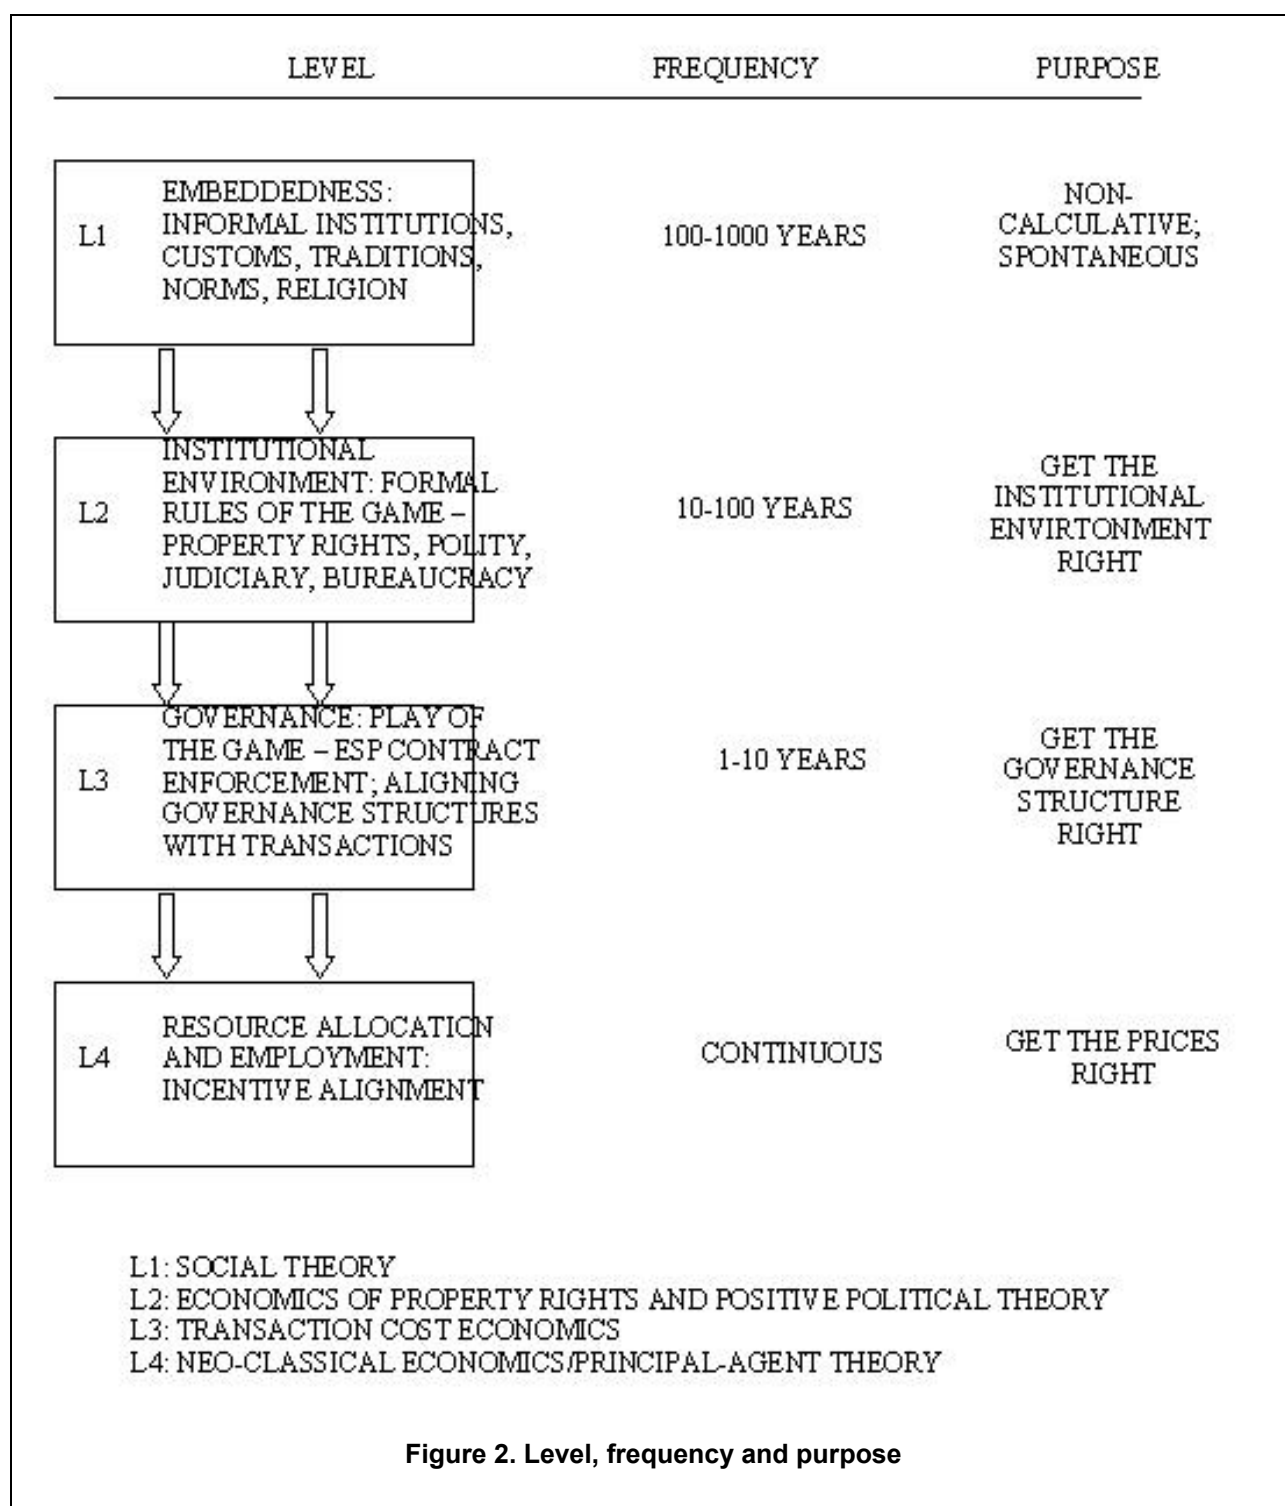 LEVEL FREQUENCY PURPOSE
L1
EMBEDDEDNESS:
INFORMAL INSTITUTIONS,
CUSTOMS, TRADITIONS,
NORMS, RELIGION
100-1000 YEARS
NON-
CALCULATIVE;
SPONTANEOUS
L2
INSTITUTIONAL
ENVIRONMENT: FORMAL
RULES OF THE GAME –
PROPERTY RIGHTS, POLITY,
JUDICIARY, BUREAUCRACY
10-100 YEARS
GET THE
INSTITUTIONAL
ENVIRTONMENT
RIGHT
L3
GOVERNANCE: PLAY OF
THE GAME – ESP CONTRACT
ENFORCEMENT; ALIGNING
GOVERNANCE STRUCTURES
WITH TRANSACTIONS
1-10 YEARS
GET THE
GOVERNANCE
STRUCTURE
RIGHT
L4
RESOURCE ALLOCATION
AND EMPLOYMENT:
INCENTIVE ALIGNMENT
CONTINUOUS
GET THE PRICES
RIGHT
L1: SOCIAL THEORY
L2: ECONOMICS OF PROPERTY RIGHTS AND POSITIVE POLITICAL THEORY
L3: TRANSACTION COST ECONOMICS
L4: NEO-CLASSICAL ECONOMICS/PRINCIPAL-AGENT THEORY
Figure 2. Level, frequency and purpose